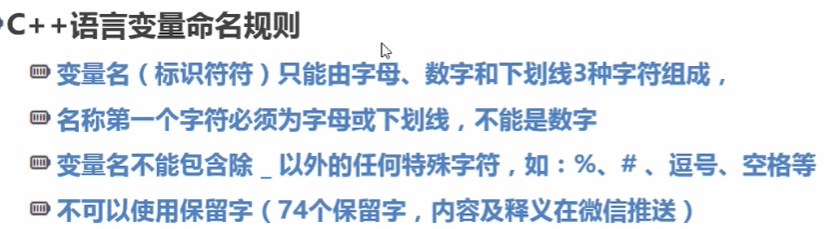 C++语言变量命名规则
变量名（标识符符）只能由字母、数字和下划线3种字符组成，
名称第一个字符必须为字母或下划线，不能是数字
变量名不能包含除 _ 以外的任何特殊字符，如：%、# 、逗号、空格等
不可以使用保留字（74个保留字，内容及释义在微信推送）